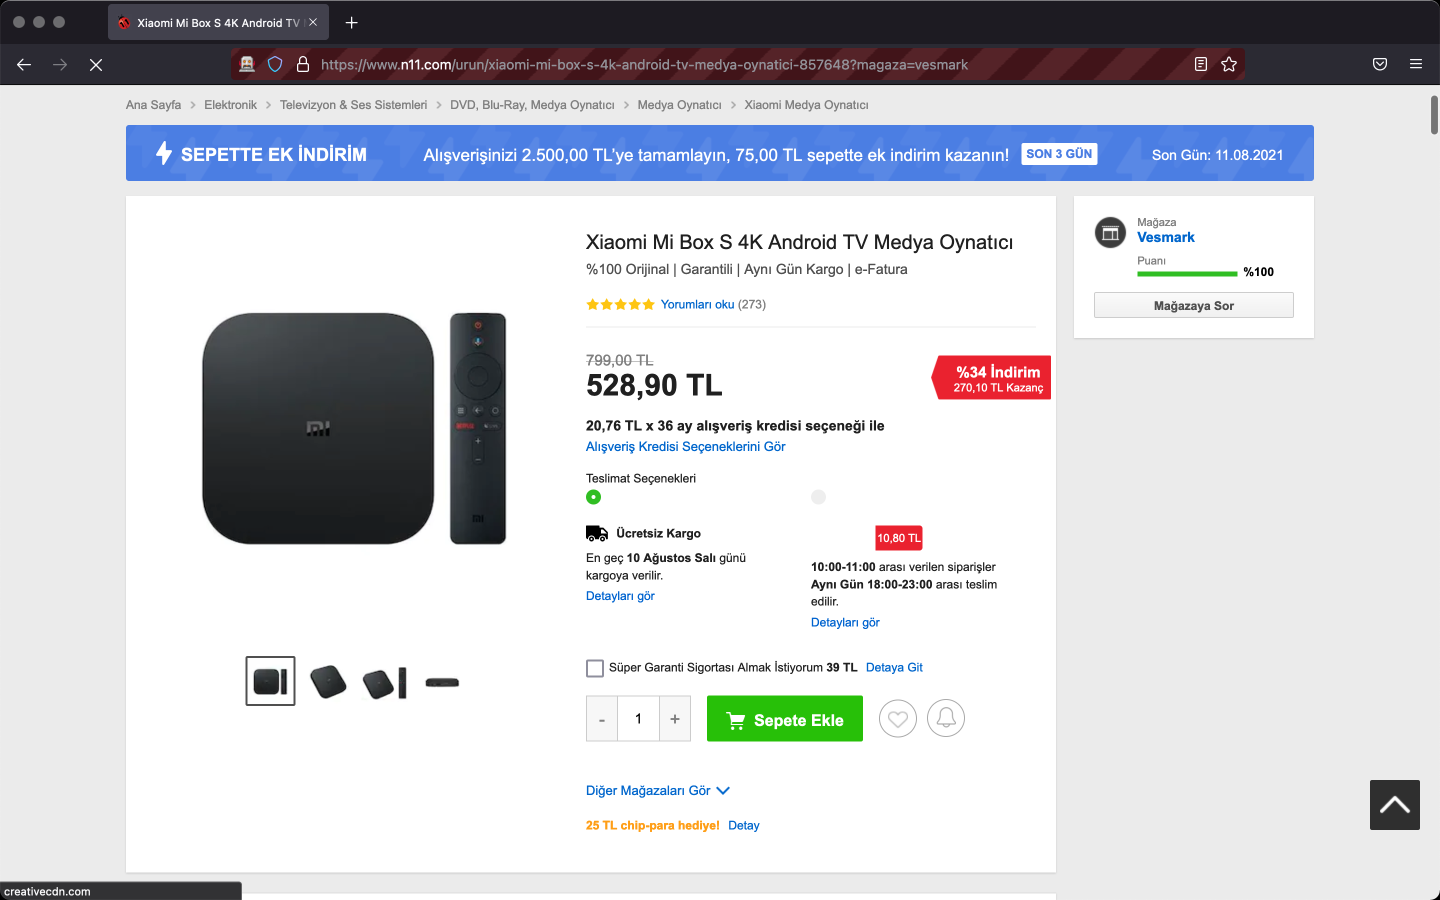 Xiaomi Mi Box S 4K Android TV
https://www.n11.com/urun/xiaomi-mi-box-s-4k-android-tv-medya-oynatici-857648?magaza=vesmark
Ana Sayfa > Elektronik > Televizyon & Ses Sistemleri > DVD, Blu-Ray, Medya Oynatıcı > Medya Oynatıcı > Xiaomi Medya Oynatıcı
SEPETTE EK İNDİRİM
Alışverişinizi 2.500,00 TL'ye tamamlayın, 75,00 TL sepette ek indirim kazanın!
SON 3 GÜN
Son Gün: 11.08.2021
Xiaomi Mi Box S 4K Android TV Medya Oynatıcı
%100 Orijinal | Garantili | Aynı Gün Kargo | e-Fatura
Yorumları oku (273)
799,00 TL
528,90 TL
%34 İndirim
270,10 TL Kazanç
20,76 TL x 36 ay alışveriş kredisi seçeneği ile
Alışveriş Kredisi Seçeneklerini Gör
Teslimat Seçenekleri
Ücretsiz Kargo
En geç 10 Ağustos Salı günü
kargoya verilir.
Detayları gör
10,80 TL
10:00-11:00 arası verilen siparişler
Aynı Gün 18:00-23:00 arası teslim
edilir.
Detayları gör
Süper Garanti Sigortası Almak İstiyorum 39 TL Detaya Git
- 1 +
Sepete Ekle
Diğer Mağazaları Gör
25 TL chip-para hediye! Detay
Mağaza
Vesmark
Puanı
%100
Mağazaya Sor
mi
mi
creativecdn.com